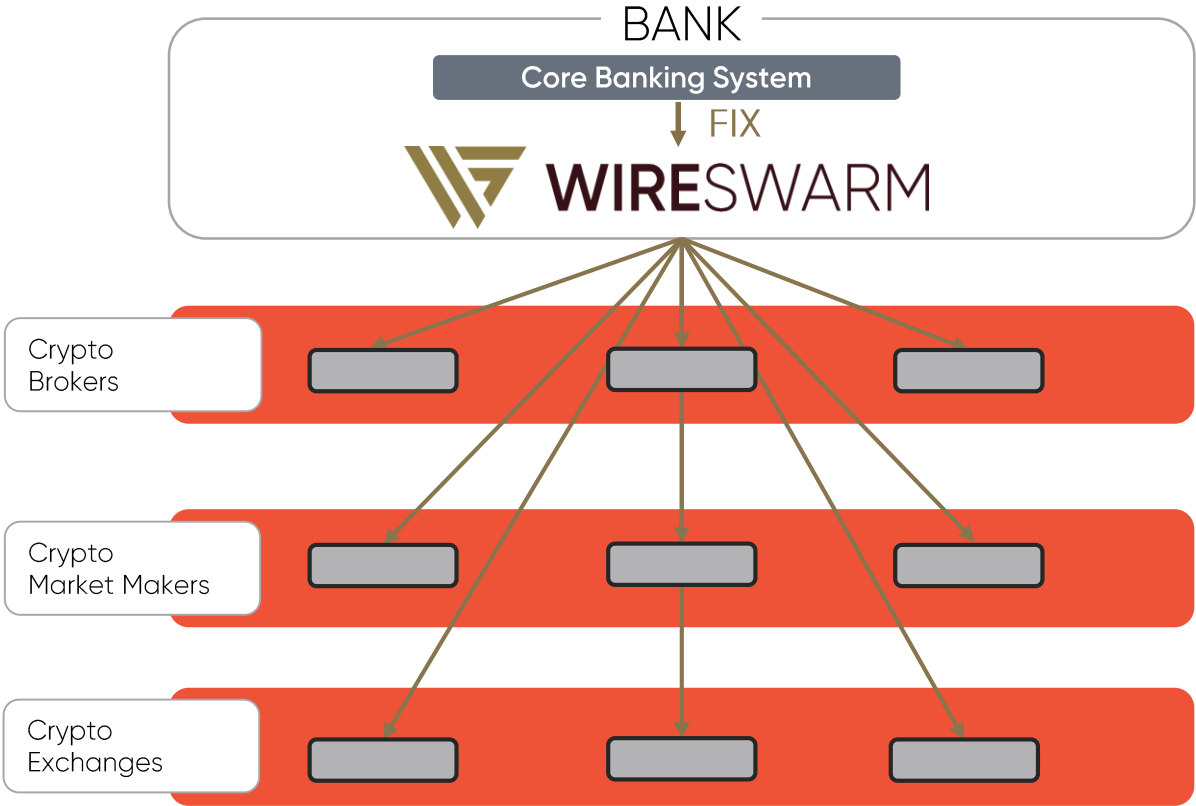 BANK
Core Banking System
FIX
WIRESWARM
Crypto
Brokers
Crypto
Market Makers
Crypto
Exchanges